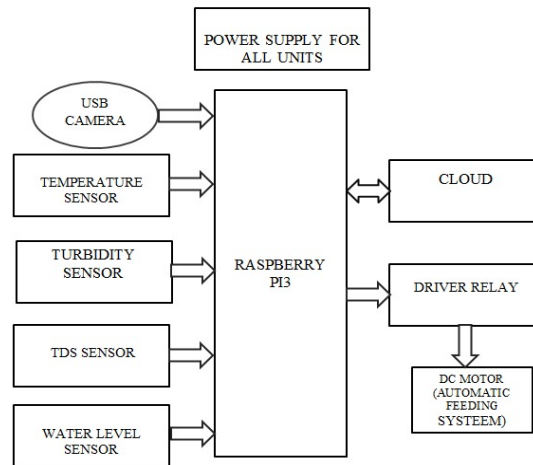 POWER SUPPLY FOR
ALL UNITS
USB
CAMERA
TEMPERATURE
SENSOR
TURBIDITY
SENSOR
TDS SENSOR
WATER LEVEL
SENSOR
RASPBERRY
PI3
CLOUD
DRIVER RELAY
DC MOTOR
(AUTOMATIC
FEEDING
SYSTEEM)